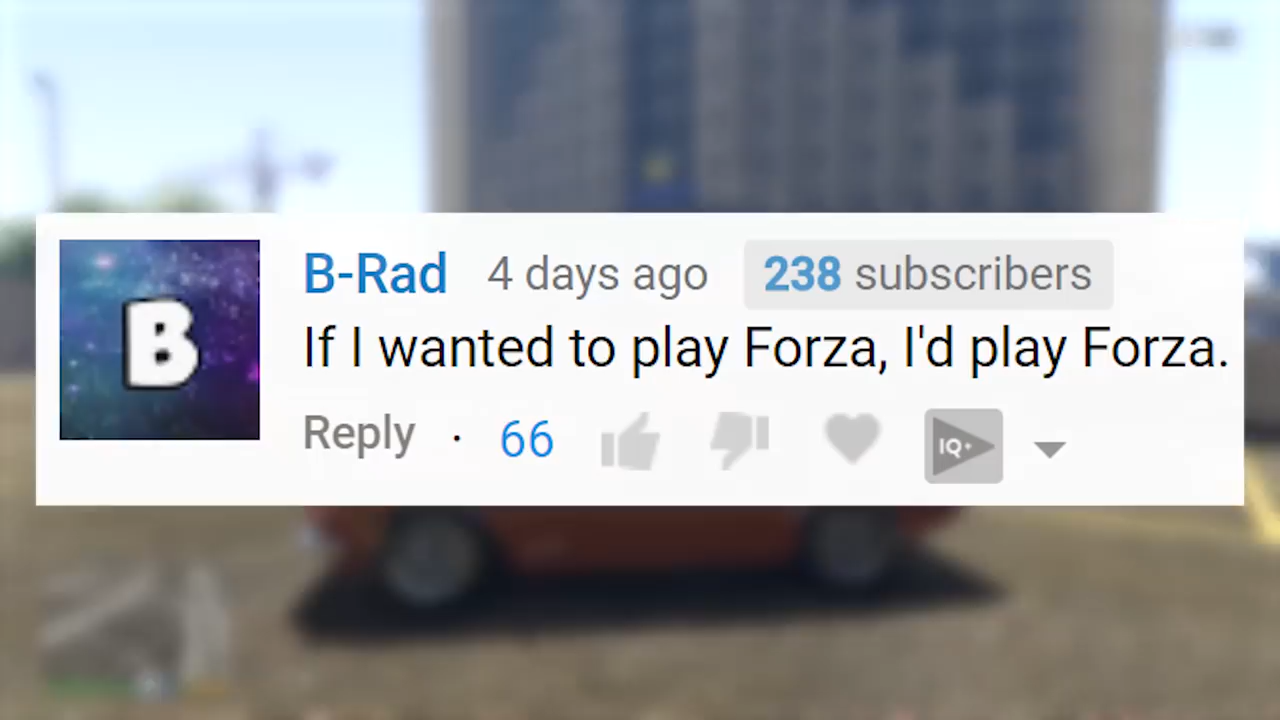 B
B-Rad 4 days ago 238 subscribers
If I wanted to play Forza, I'd play Forza.
Reply · 66 IQ+